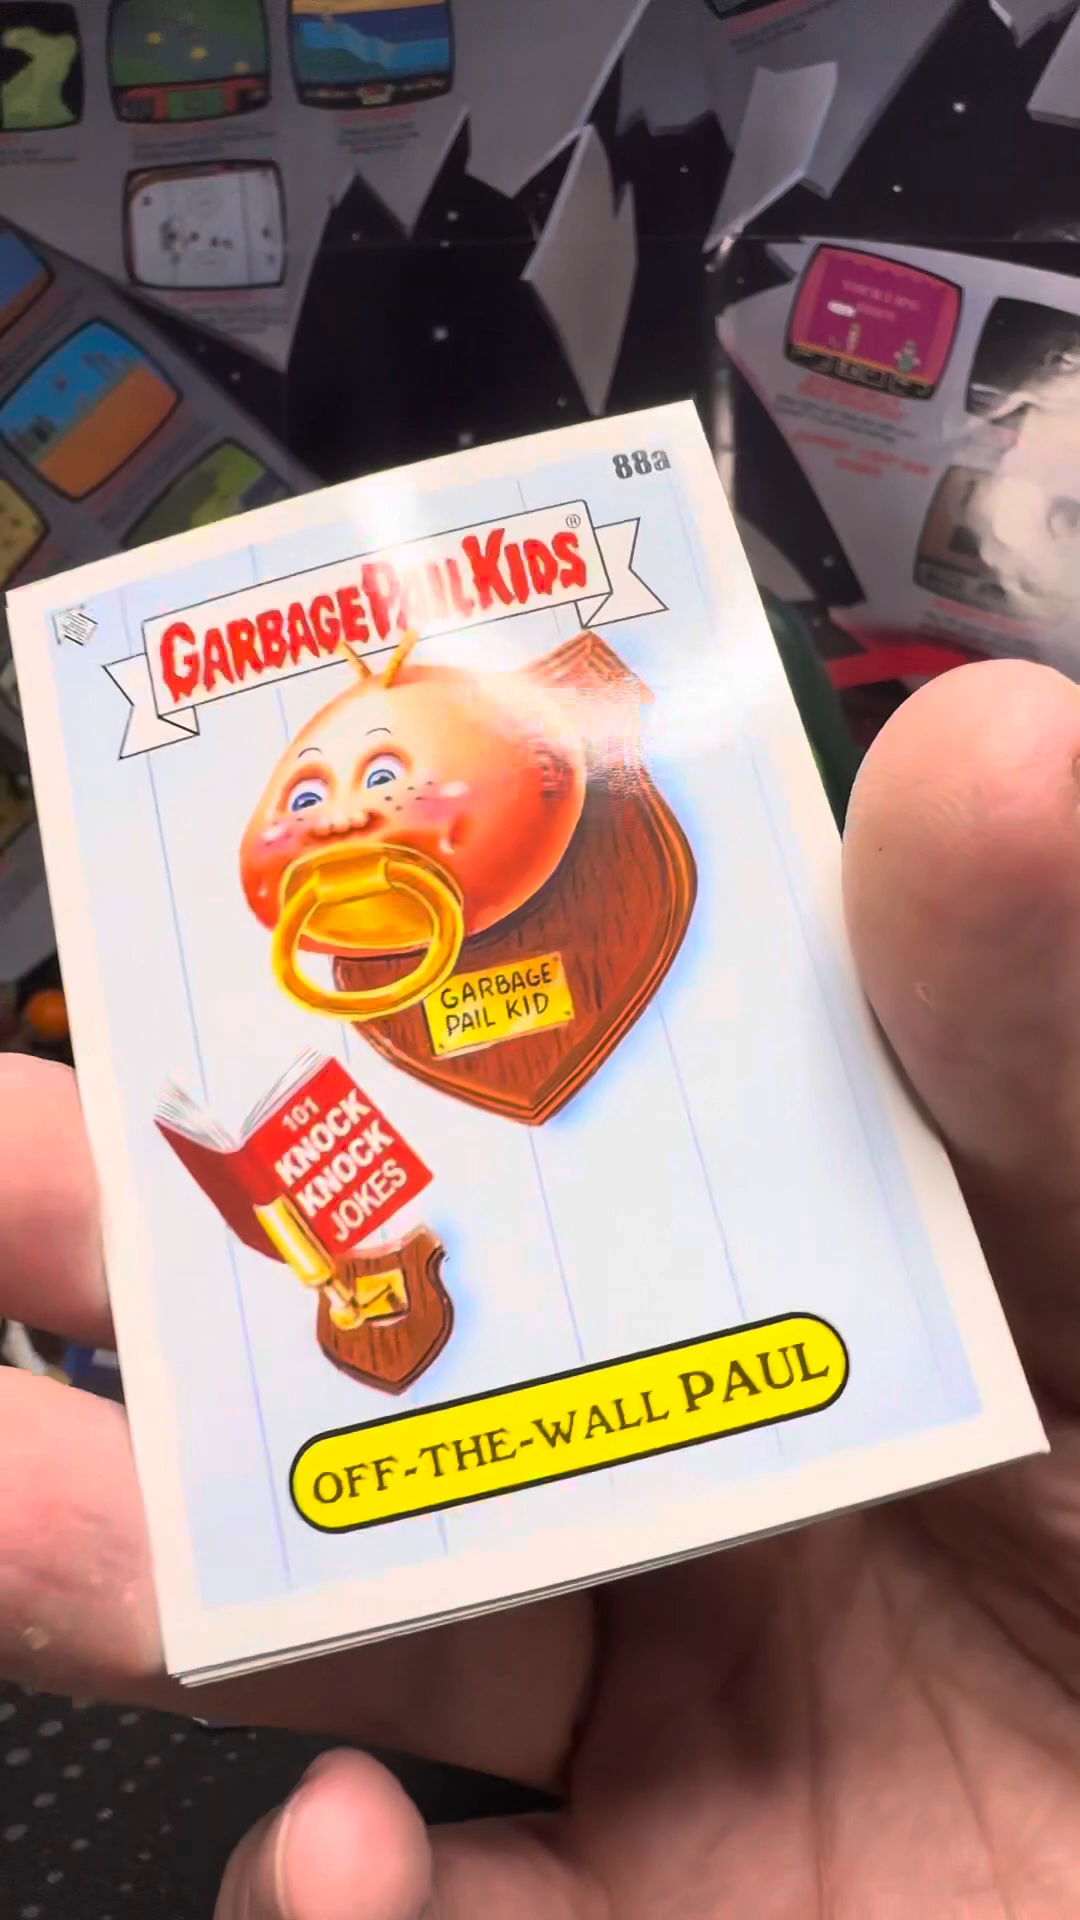 88a
GARBAGE PAIL KIDS®
GARBAGE
PAIL KID
101
KNOCK
KNOCK
JOKES
OFF-THE-WALL PAUL